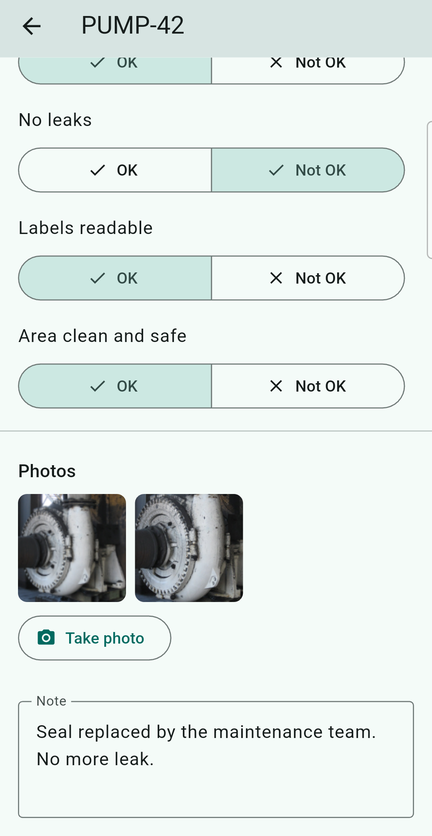 PUMP-42
OK Not OK
No leaks
OK Not OK
Labels readable
OK Not OK
Area clean and safe
OK Not OK
Photos
Take photo
Note
Seal replaced by the maintenance team.
No more leak.